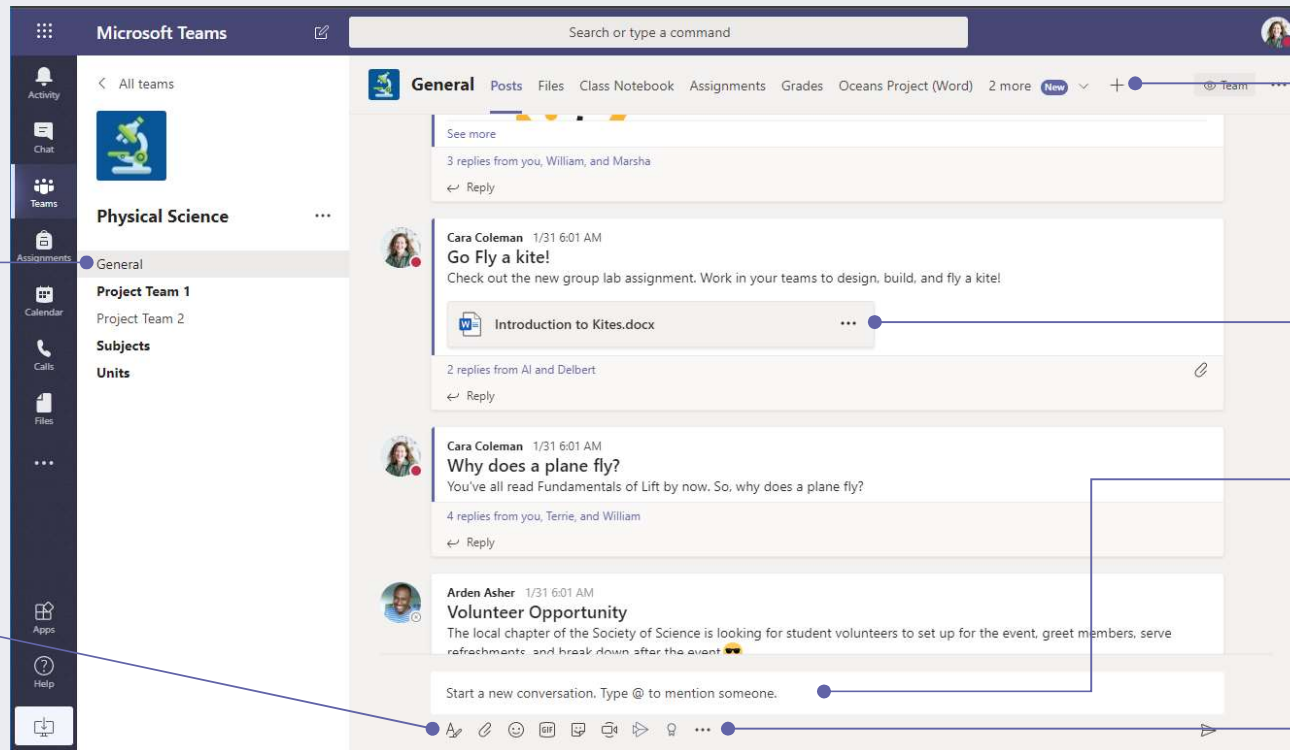 Microsoft Teams
Search or type a command
Activity
Chat
Teams
Assignments
Calendar
Calls
Files
Apps
Help
All teams
Physical Science
General
Project Team 1
Project Team 2
Subjects
Units
General Posts Files Class Notebook Assignments Grades Oceans Project (Word) 2 more New
Team
See more
3 replies from you, William, and Marsha
Reply
Cara Coleman 1/31 6:01 AM
Go Fly a kite!
Check out the new group lab assignment. Work in your teams to design, build, and fly a kite!
Introduction to Kites.docx
2 replies from Al and Delbert
Reply
Cara Coleman 1/31 6:01 AM
Why does a plane fly?
You've all read Fundamentals of Lift by now. So, why does a plane fly?
4 replies from you, Terrie, and William
Reply
Arden Asher 1/31 6:01 AM
Volunteer Opportunity
The local chapter of the Society of Science is looking for student volunteers to set up for the event, greet members, serve
refreshments, and break down after the event
Start a new conversation. Type @ to mention someone.
GIF